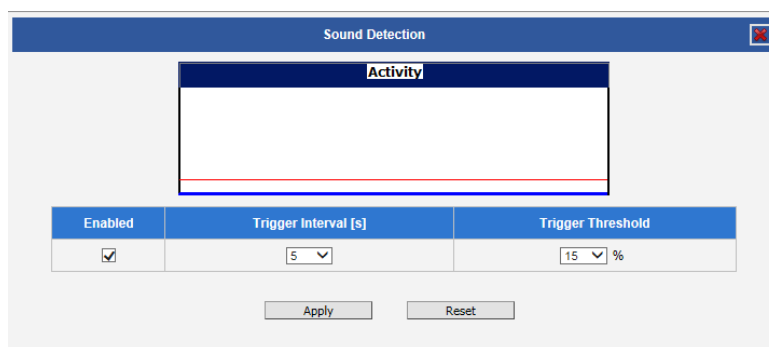 Sound Detection
Activity
Enabled Trigger Interval [s] Trigger Threshold
5 15 %
Apply Reset